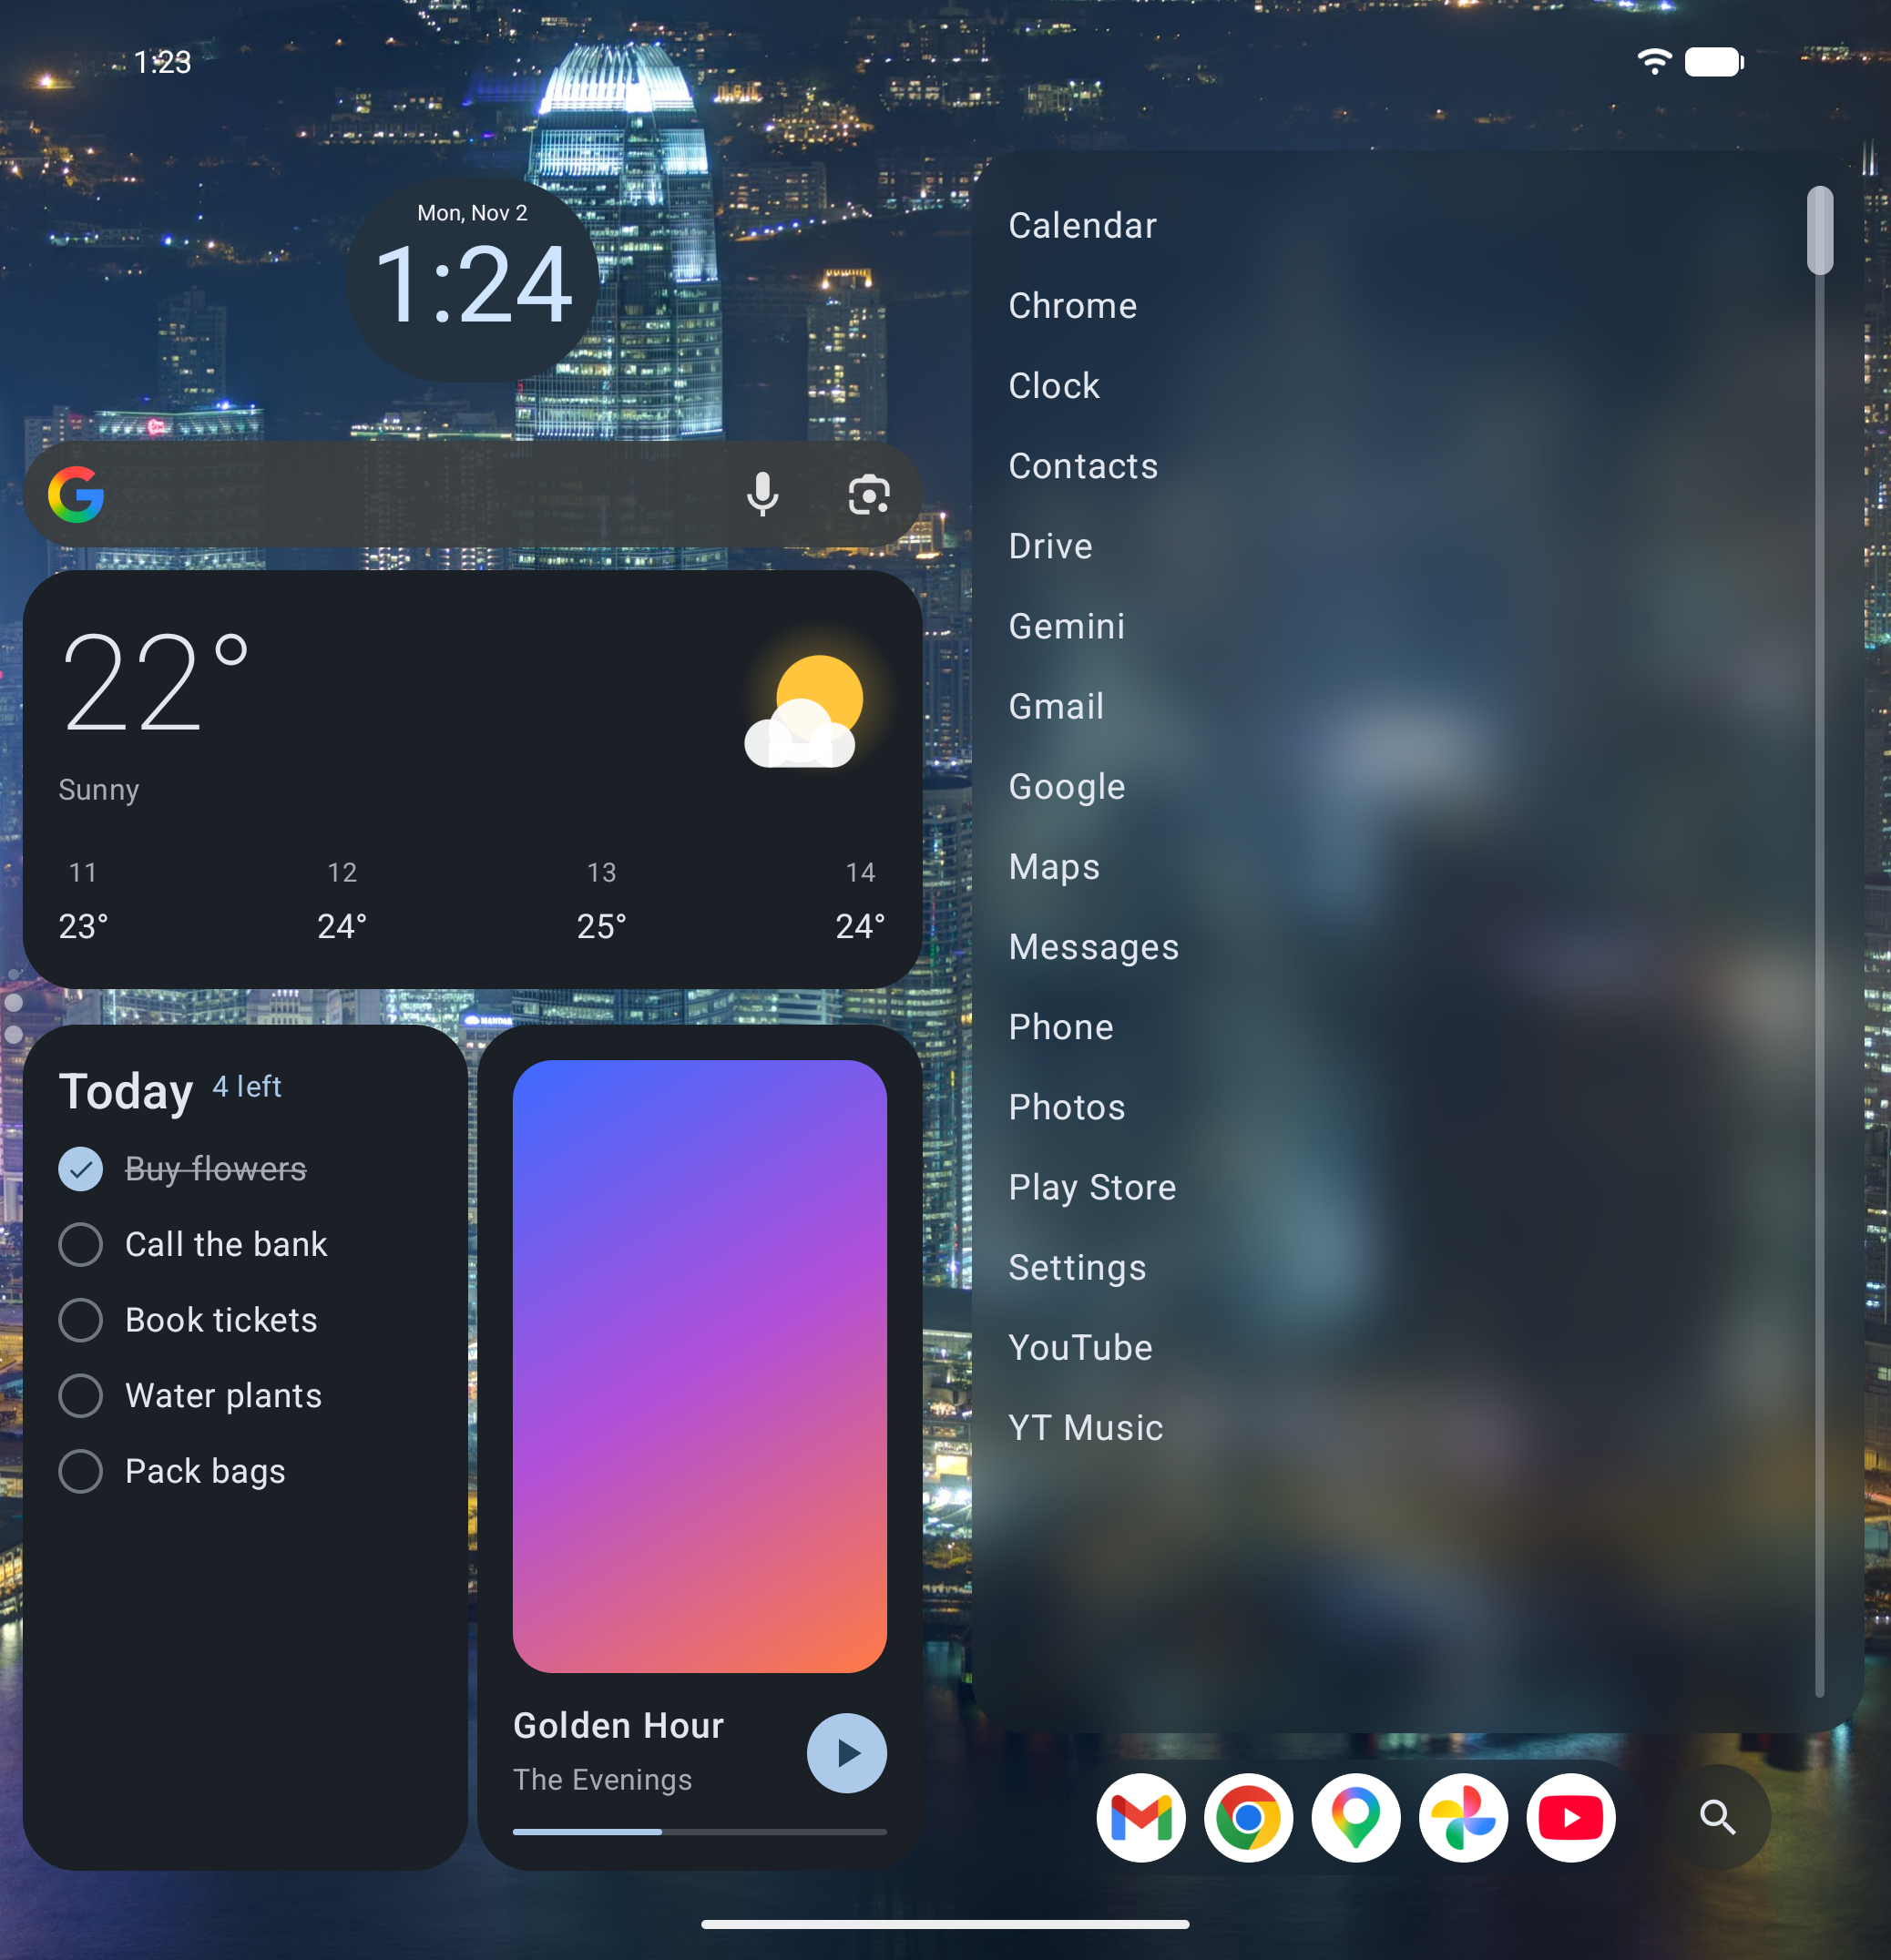 1:23
Mon, Nov 2
1:24
22°
Sunny
11 12 13 14
23° 24° 25° 24°
Today 4 left
Buy flowers
Call the bank
Book tickets
Water plants
Pack bags
Golden Hour
The Evenings
Calendar
Chrome
Clock
Contacts
Drive
Gemini
Gmail
Google
Maps
Messages
Phone
Photos
Play Store
Settings
YouTube
YT Music